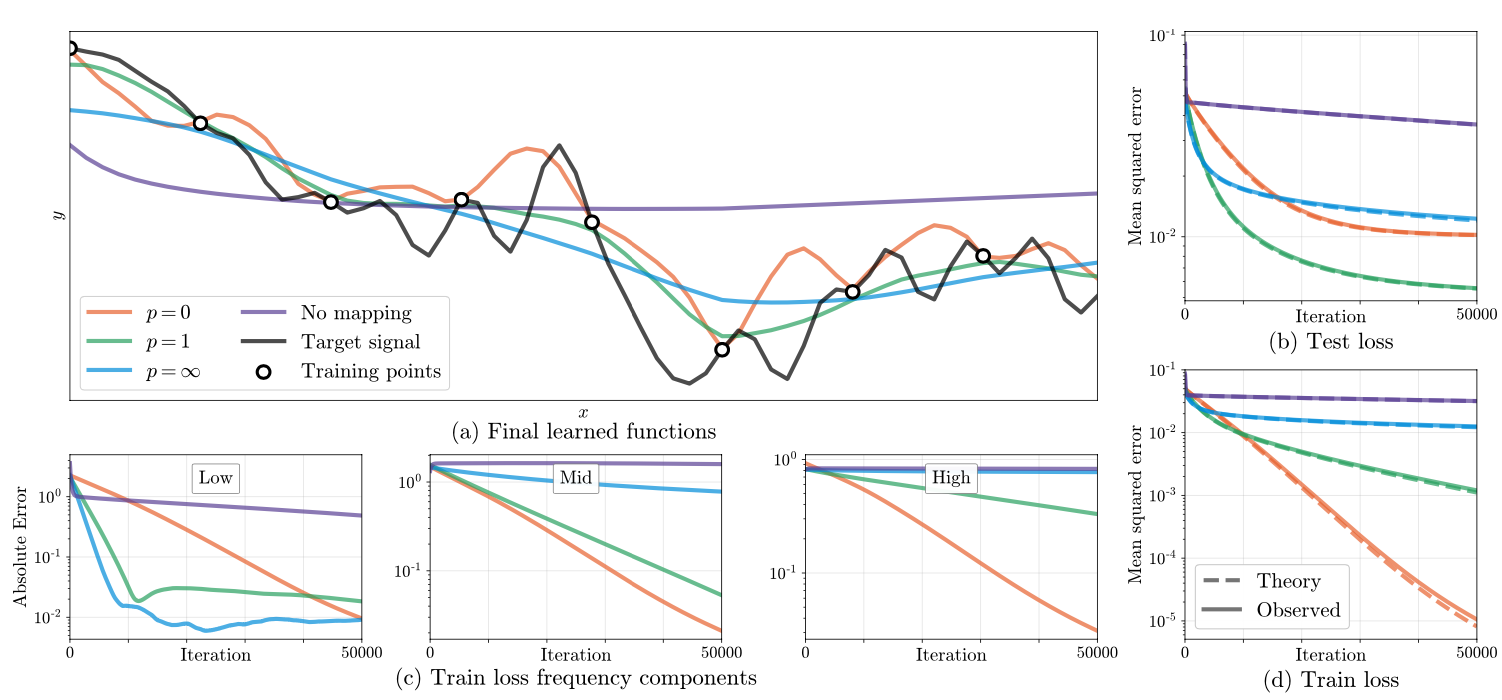 y
p = 0
p = 1
p = ∞
No mapping
Target signal
Training points
x
(a) Final learned functions
10⁻¹
10⁻²
Mean squared error
0
Iteration
50000
(b) Test loss
Absolute Error
10⁰
10⁻¹
10⁻²
Low
0
Iteration
50000
10⁰
10⁻¹
Mid
0
Iteration
50000
10⁰
10⁻¹
High
0
Iteration
50000
(c) Train loss frequency components
Mean squared error
10⁻¹
10⁻²
10⁻³
10⁻⁴
10⁻⁵
Theory
Observed
0
Iteration
50000
(d) Train loss